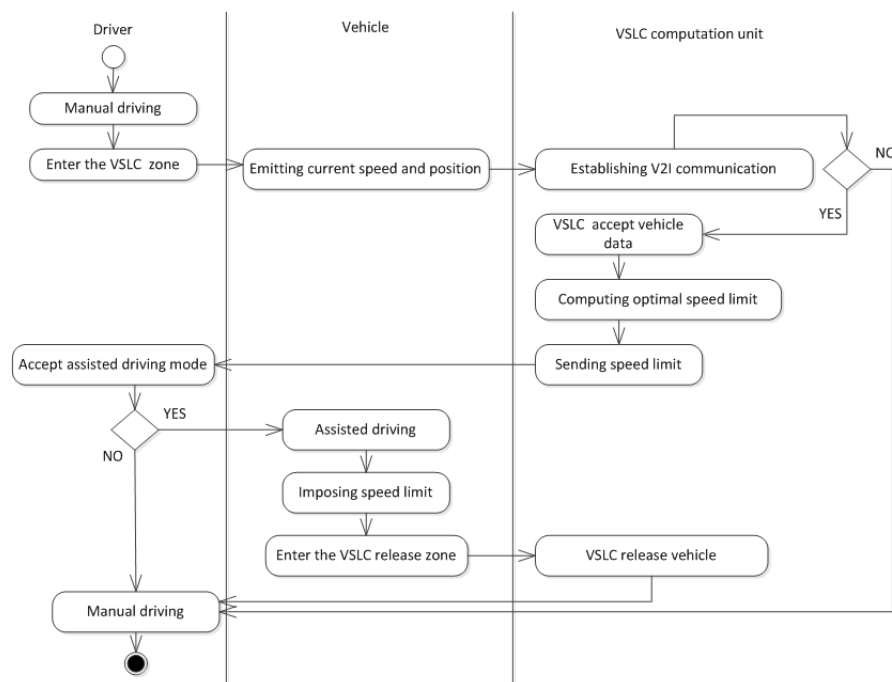 Driver
Vehicle
VSLC computation unit
Manual driving
Enter the VSLC zone
Emitting current speed and position
Establishing V2I communication
NO
YES
VSLC accept vehicle
data
Computing optimal speed limit
Accept assisted driving mode
Sending speed limit
YES
NO
Assisted driving
Imposing speed limit
Enter the VSLC release zone
VSLC release vehicle
Manual driving